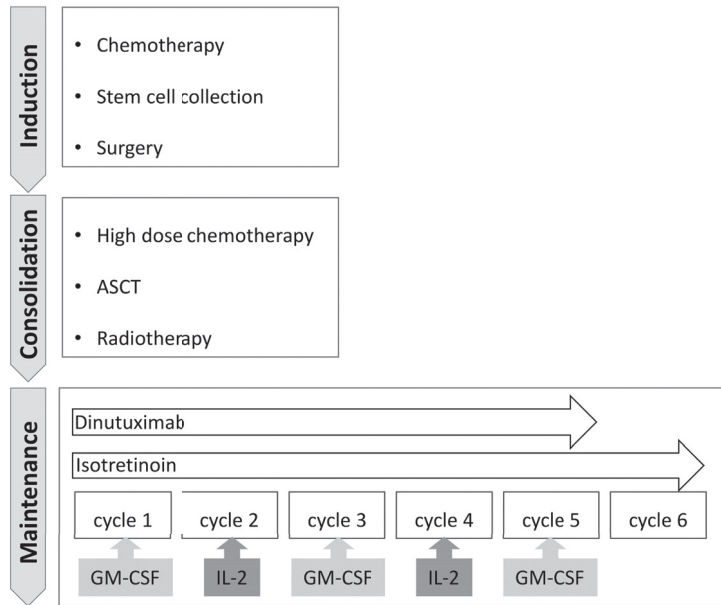 Induction
• Chemotherapy
• Stem cell collection
• Surgery
Consolidation
• High dose chemotherapy
• ASCT
• Radiotherapy
Maintenance
Dinutuximab
Isotretinoin
cycle 1 cycle 2 cycle 3 cycle 4 cycle 5 cycle 6
GM-CSF IL-2 GM-CSF IL-2 GM-CSF